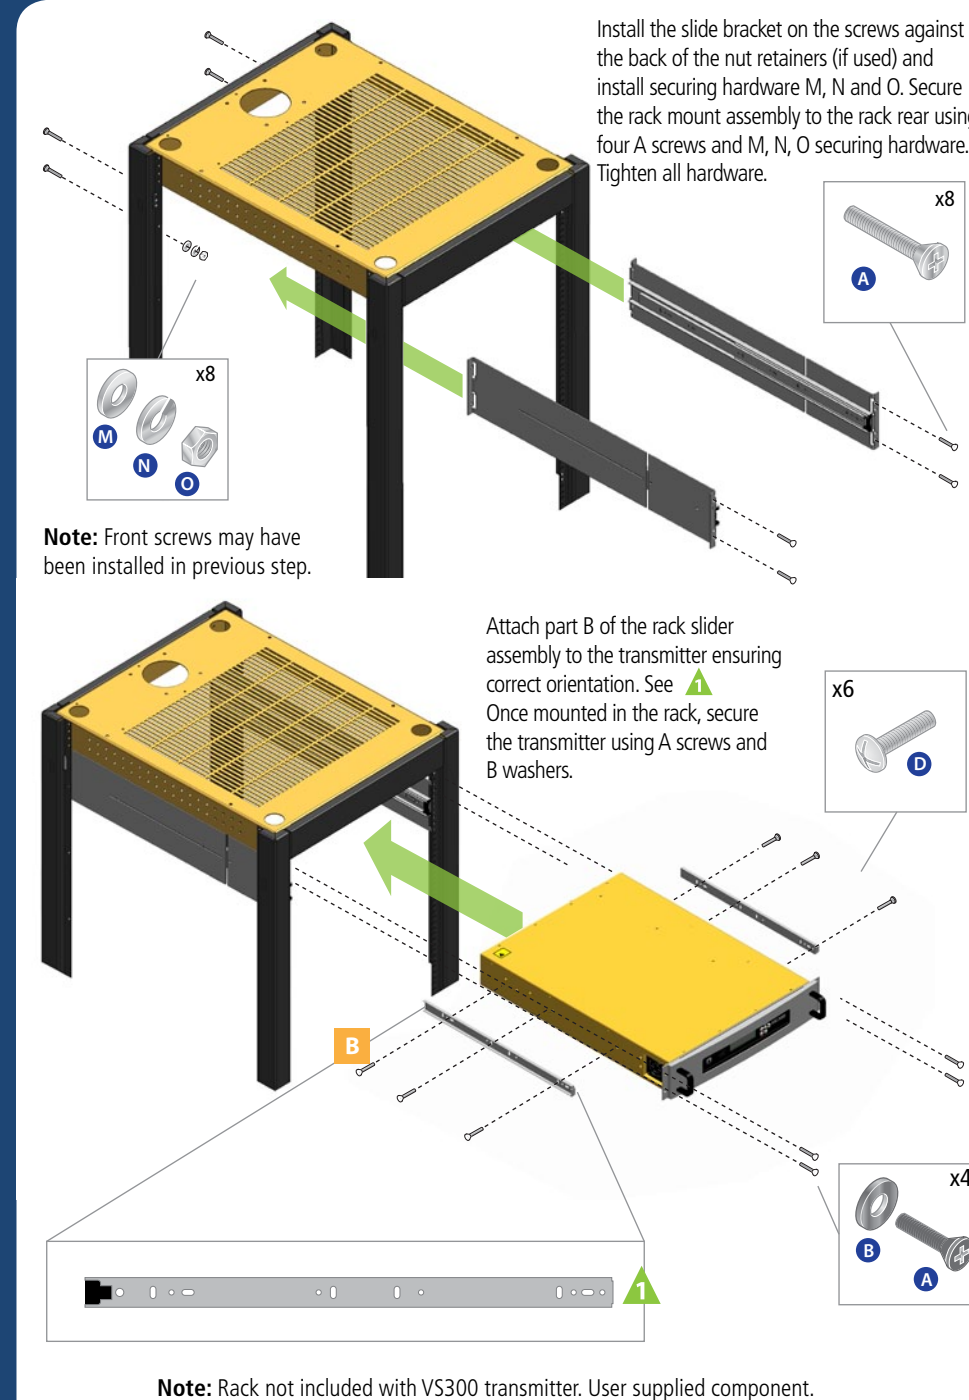 Install the slide bracket on the screws against
the back of the nut retainers (if used) and
install securing hardware M, N and O. Secure
the rack mount assembly to the rack rear using
four A screws and M, N, O securing hardware.
Tighten all hardware.
x8
A
x8
M
N
O
Note: Front screws may have
been installed in previous step.
Attach part B of the rack slider
assembly to the transmitter ensuring
correct orientation. See 1
Once mounted in the rack, secure
the transmitter using A screws and
B washers.
x6
D
B
x4
B
A
1
Note: Rack not included with VS300 transmitter. User supplied component.